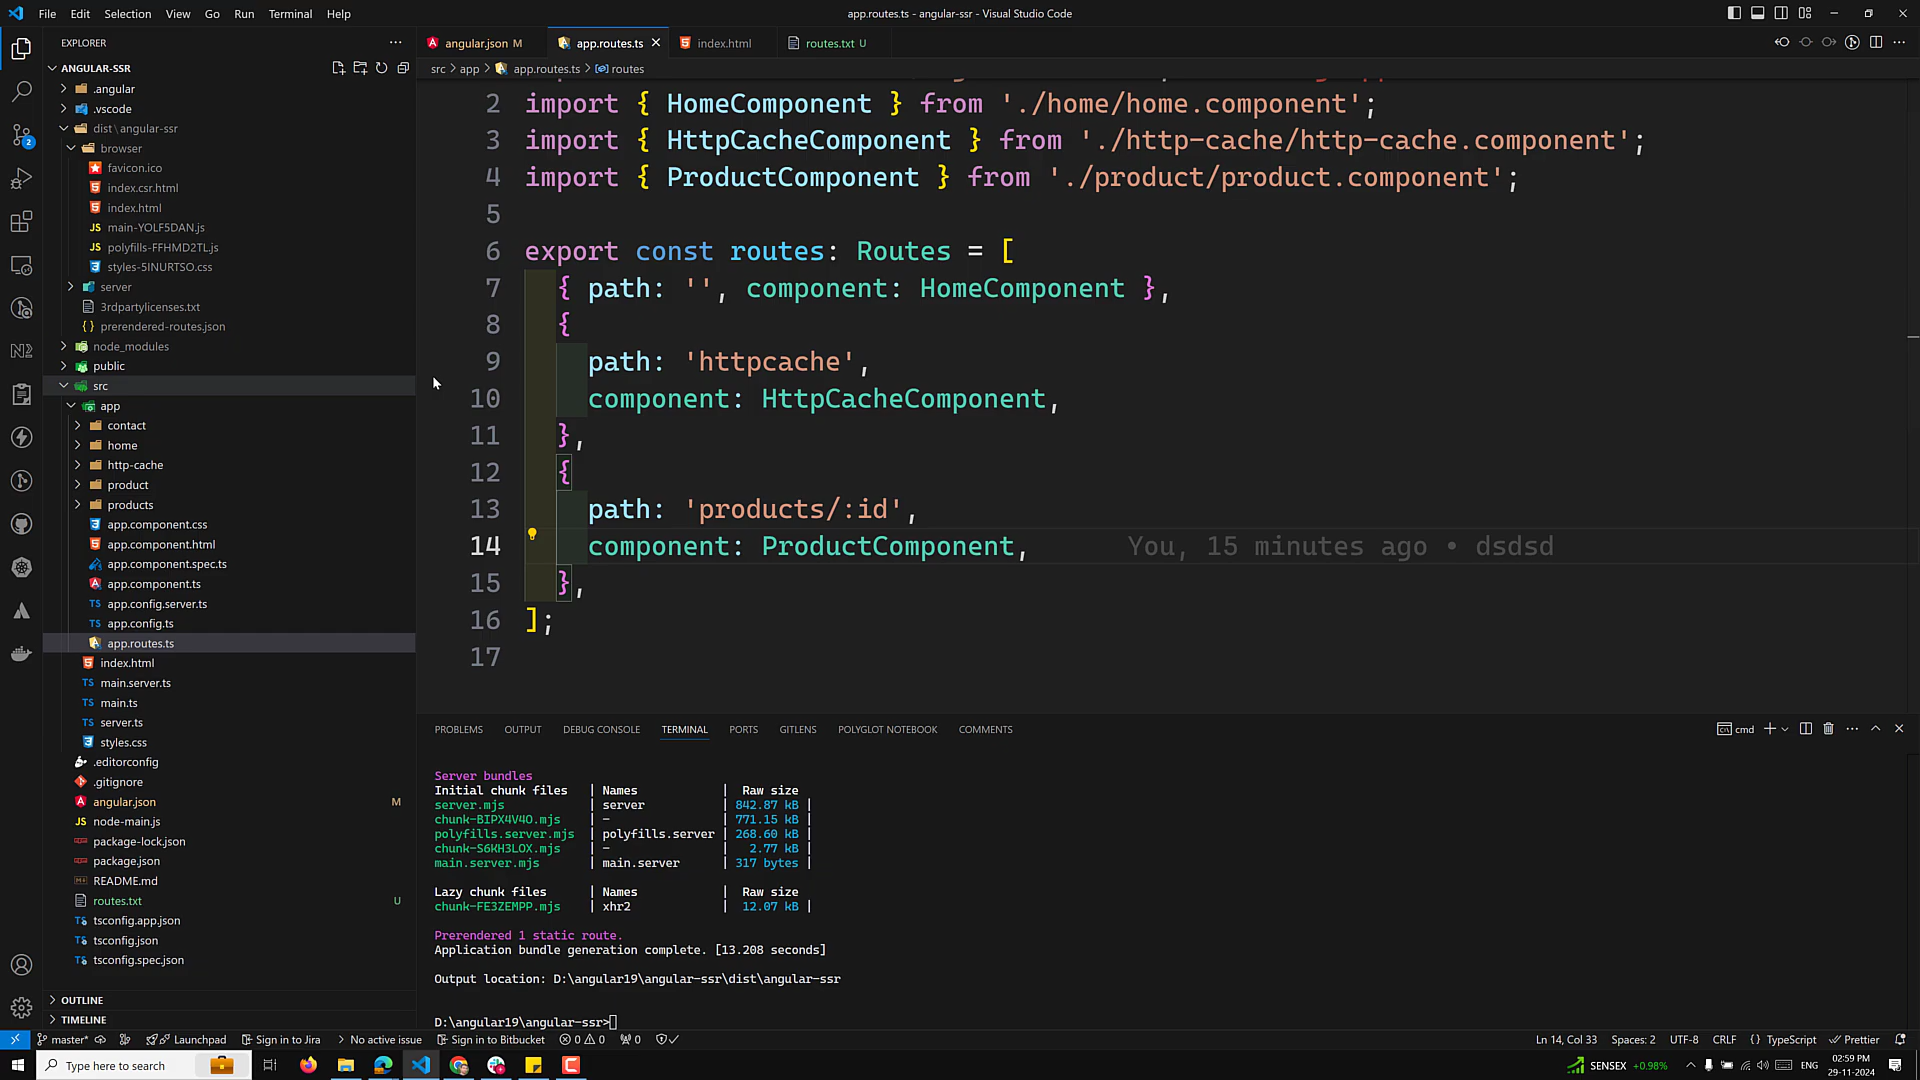 File Edit Selection View Go Run Terminal Help
app.routes.ts - angular-ssr - Visual Studio Code
EXPLORER
ANGULAR-SSR
.angular
.vscode
dist\angular-ssr
browser
favicon.ico
index.csr.html
index.html
main-YOLF5DAN.js
polyfills-FFHMD2TL.js
styles-5INURTSO.css
server
3rdpartylicenses.txt
prerendered-routes.json
node_modules
public
src
app
contact
home
http-cache
product
products
app.component.css
app.component.html
app.component.spec.ts
app.component.ts
app.config.server.ts
app.config.ts
app.routes.ts
index.html
main.server.ts
main.ts
server.ts
styles.css
.editorconfig
.gitignore
angular.json M
node-main.js
package-lock.json
package.json
README.md
routes.txt U
tsconfig.app.json
tsconfig.json
tsconfig.spec.json
OUTLINE
TIMELINE
angular.json M app.routes.ts index.html routes.txt U
src > app > app.routes.ts > routes
2 import { HomeComponent } from './home/home.component';
3 import { HttpCacheComponent } from './http-cache/http-cache.component';
4 import { ProductComponent } from './product/product.component';
5
6 export const routes: Routes = [
7 { path: '', component: HomeComponent },
8 {
9 path: 'httpcache',
10 component: HttpCacheComponent,
11 },
12 {
13 path: 'products/:id',
14 component: ProductComponent, You, 15 minutes ago • dsdsd
15 },
16 ];
17
PROBLEMS OUTPUT DEBUG CONSOLE TERMINAL PORTS GITLENS POLYGLOT NOTEBOOK COMMENTS
cmd
Server bundles
Initial chunk files | Names | Raw size
server.mjs | server | 842.87 kB |
chunk-BIPX4V4O.mjs | - | 771.15 kB |
polyfills.server.mjs | polyfills.server | 268.60 kB |
chunk-S6KH3LOX.mjs | - | 2.77 kB |
main.server.mjs | main.server | 317 bytes |
Lazy chunk files | Names | Raw size
chunk-FE3ZEMPP.mjs | xhr2 | 12.07 kB |
Prerendered 1 static route.
Application bundle generation complete. [13.208 seconds]
Output location: D:\angular19\angular-ssr\dist\angular-ssr
D:\angular19\angular-ssr>
master* Launchpad Sign in to Jira No active issue Sign in to Bitbucket 0 0 0
Ln 14, Col 33 Spaces: 2 UTF-8 CRLF {} TypeScript Prettier
Type here to search
SENSEX +0.98% ENG
02:59 PM
29-11-2024